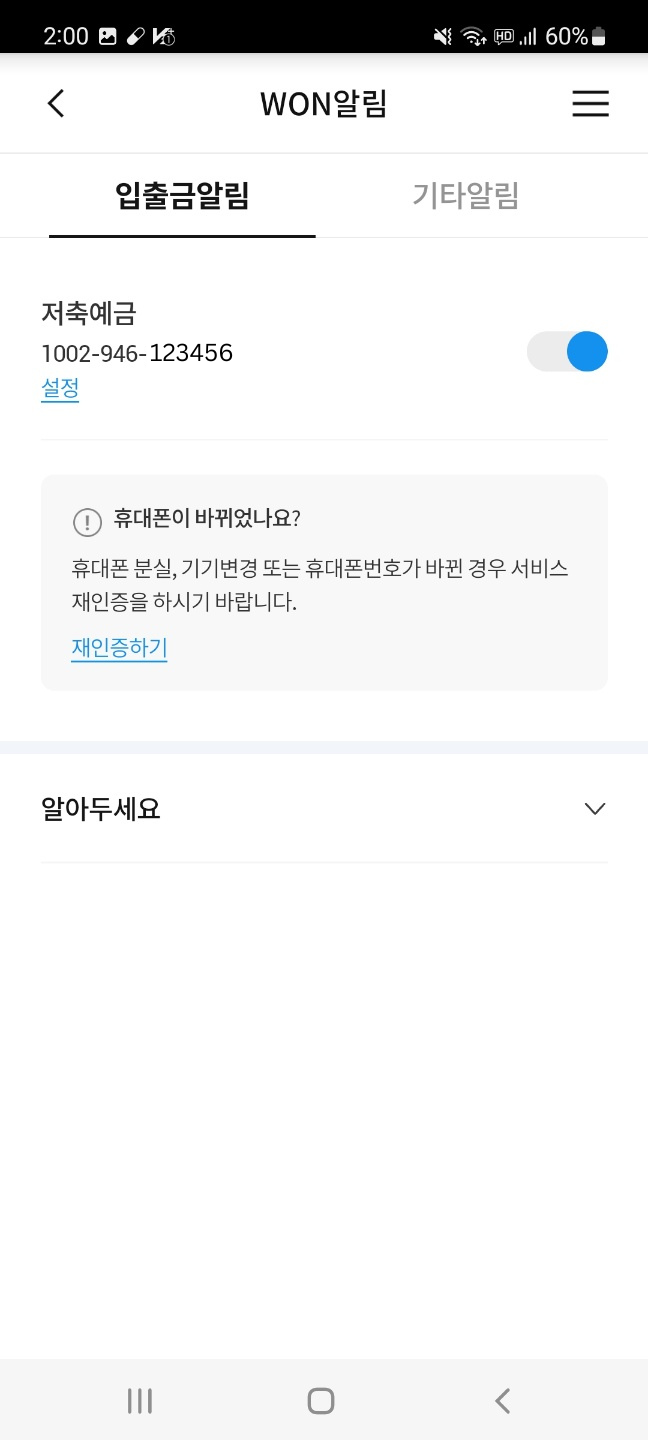 2:00 HD 60%
WON알림
입출금알림 기타알림
저축예금
1002-946-123456
설정
휴대폰이 바뀌었나요?
휴대폰 분실, 기기변경 또는 휴대폰번호가 바뀐 경우 서비스
재인증을 하시기 바랍니다.
재인증하기
알아두세요